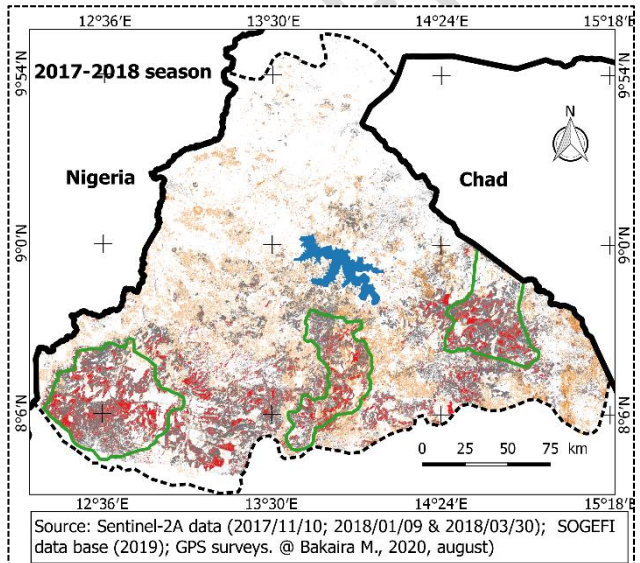 12°36'E 13°30'E 14°24'E 15°18'E
9°54'N 9°54'N
2017-2018 season
N
Nigeria Chad
9°0'N 9°0'N
8°6'N 8°6'N
0 25 50 75 km
12°36'E 13°30'E 14°24'E 15°18'E
Source: Sentinel-2A data (2017/11/10; 2018/01/09 & 2018/03/30); SOGEFI
data base (2019); GPS surveys. @ Bakaira M., 2020, august)